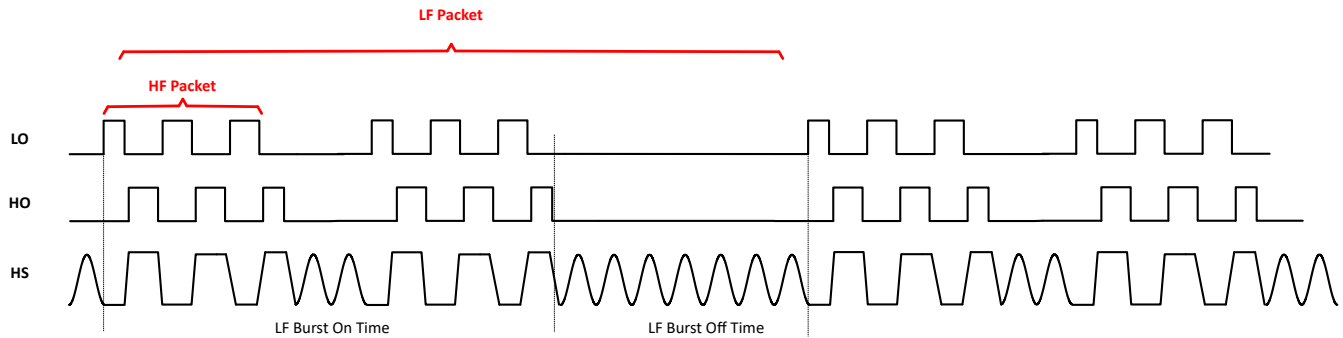 LF Packet
HF Packet
LO
HO
HS
LF Burst On Time
LF Burst Off Time